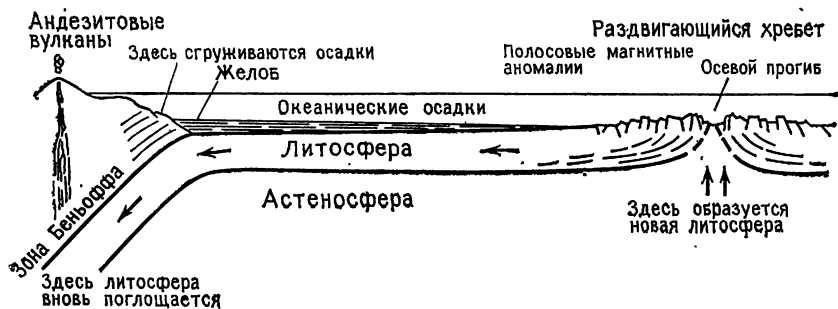 Андезитовые
вулканы
Здесь сгруживаются осадки
Желоб
Раздвигающийся хребет
Полосовые магнитные
аномалии
Осевой прогиб
Океанические осадки
Литосфера
Астеносфера
Зона Беньоффа
Здесь образуется
новая литосфера
Здесь литосфера
вновь поглощается